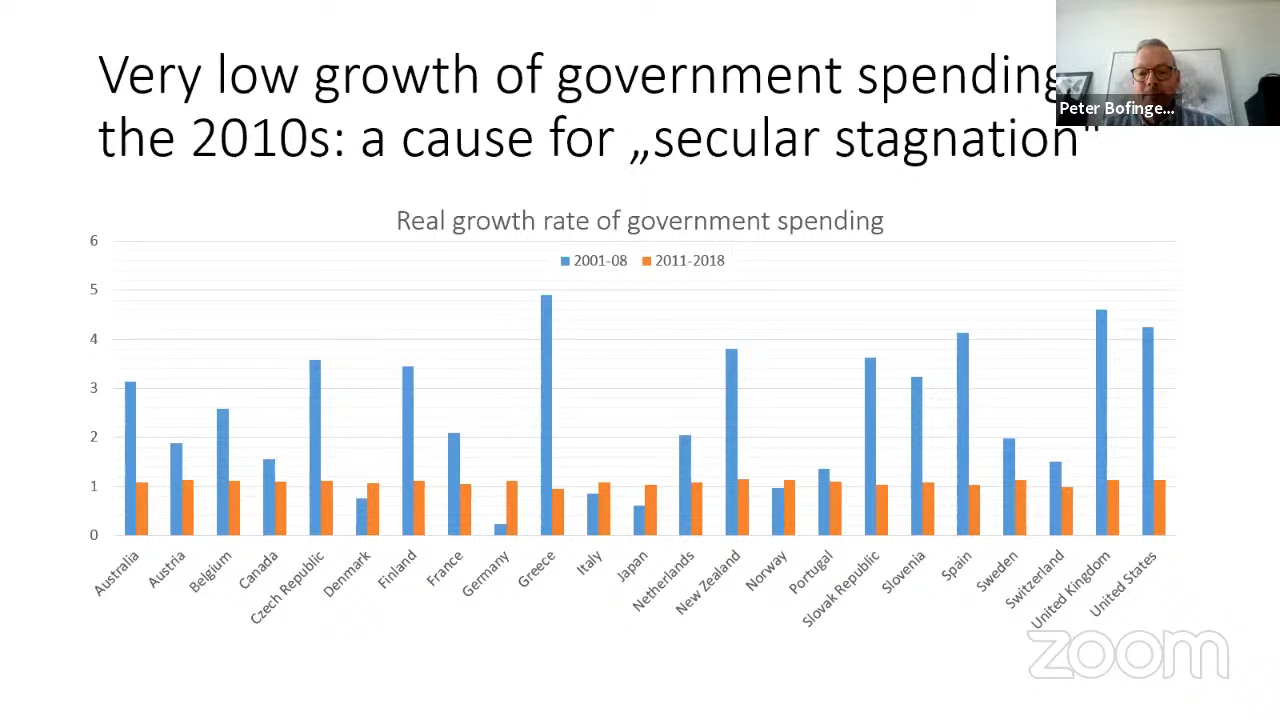 Very low growth of government spending
the 2010s: a cause for „secular stagnation"
Peter Bofinge...
Real growth rate of government spending
2001-08 2011-2018
6
5
4
3
2
1
0
Australia
Austria
Belgium
Canada
Czech Republic
Denmark
Finland
France
Germany
Greece
Italy
Japan
Netherlands
New Zealand
Norway
Portugal
Slovak Republic
Slovenia
Spain
Sweden
Switzerland
United Kingdom
United States
zoom